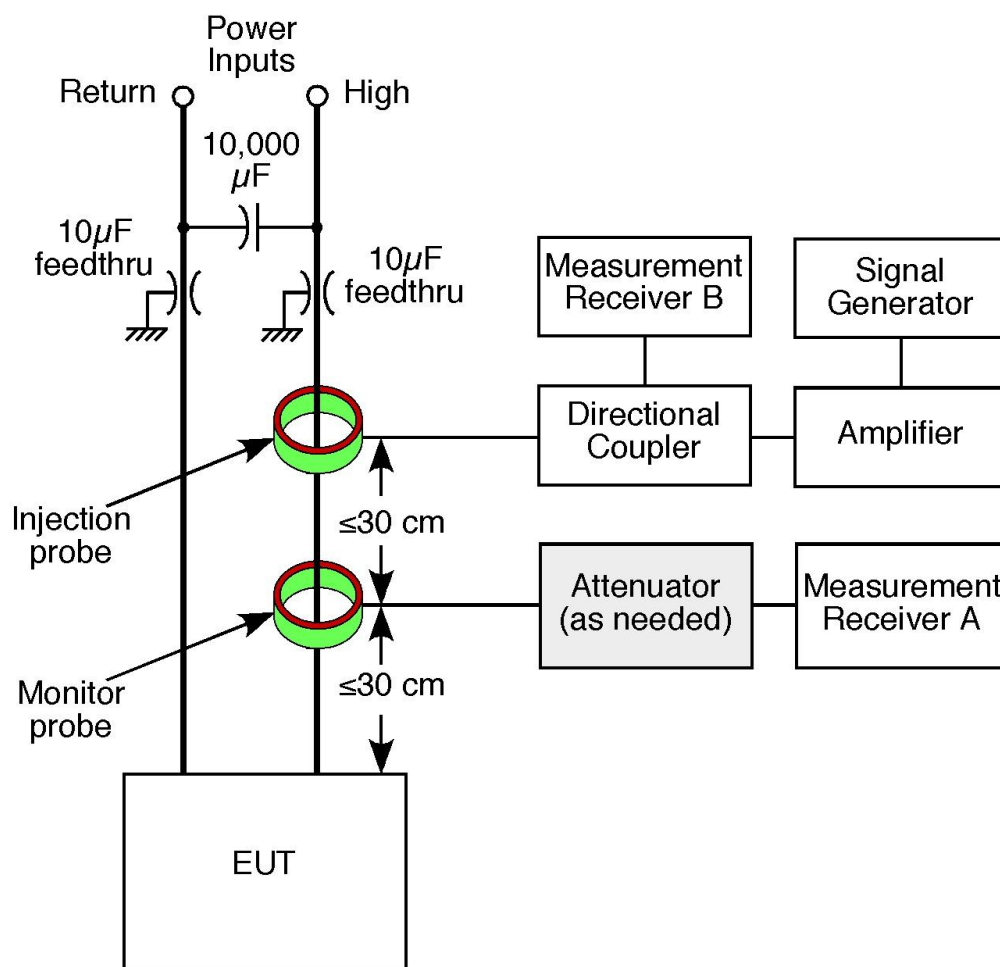 Power
Inputs
Return
High
10,000
µF
10µF
feedthru
10µF
feedthru
Measurement
Receiver B
Signal
Generator
Directional
Coupler
Amplifier
Injection
probe
≤30 cm
Attenuator
(as needed)
Measurement
Receiver A
Monitor
probe
≤30 cm
EUT